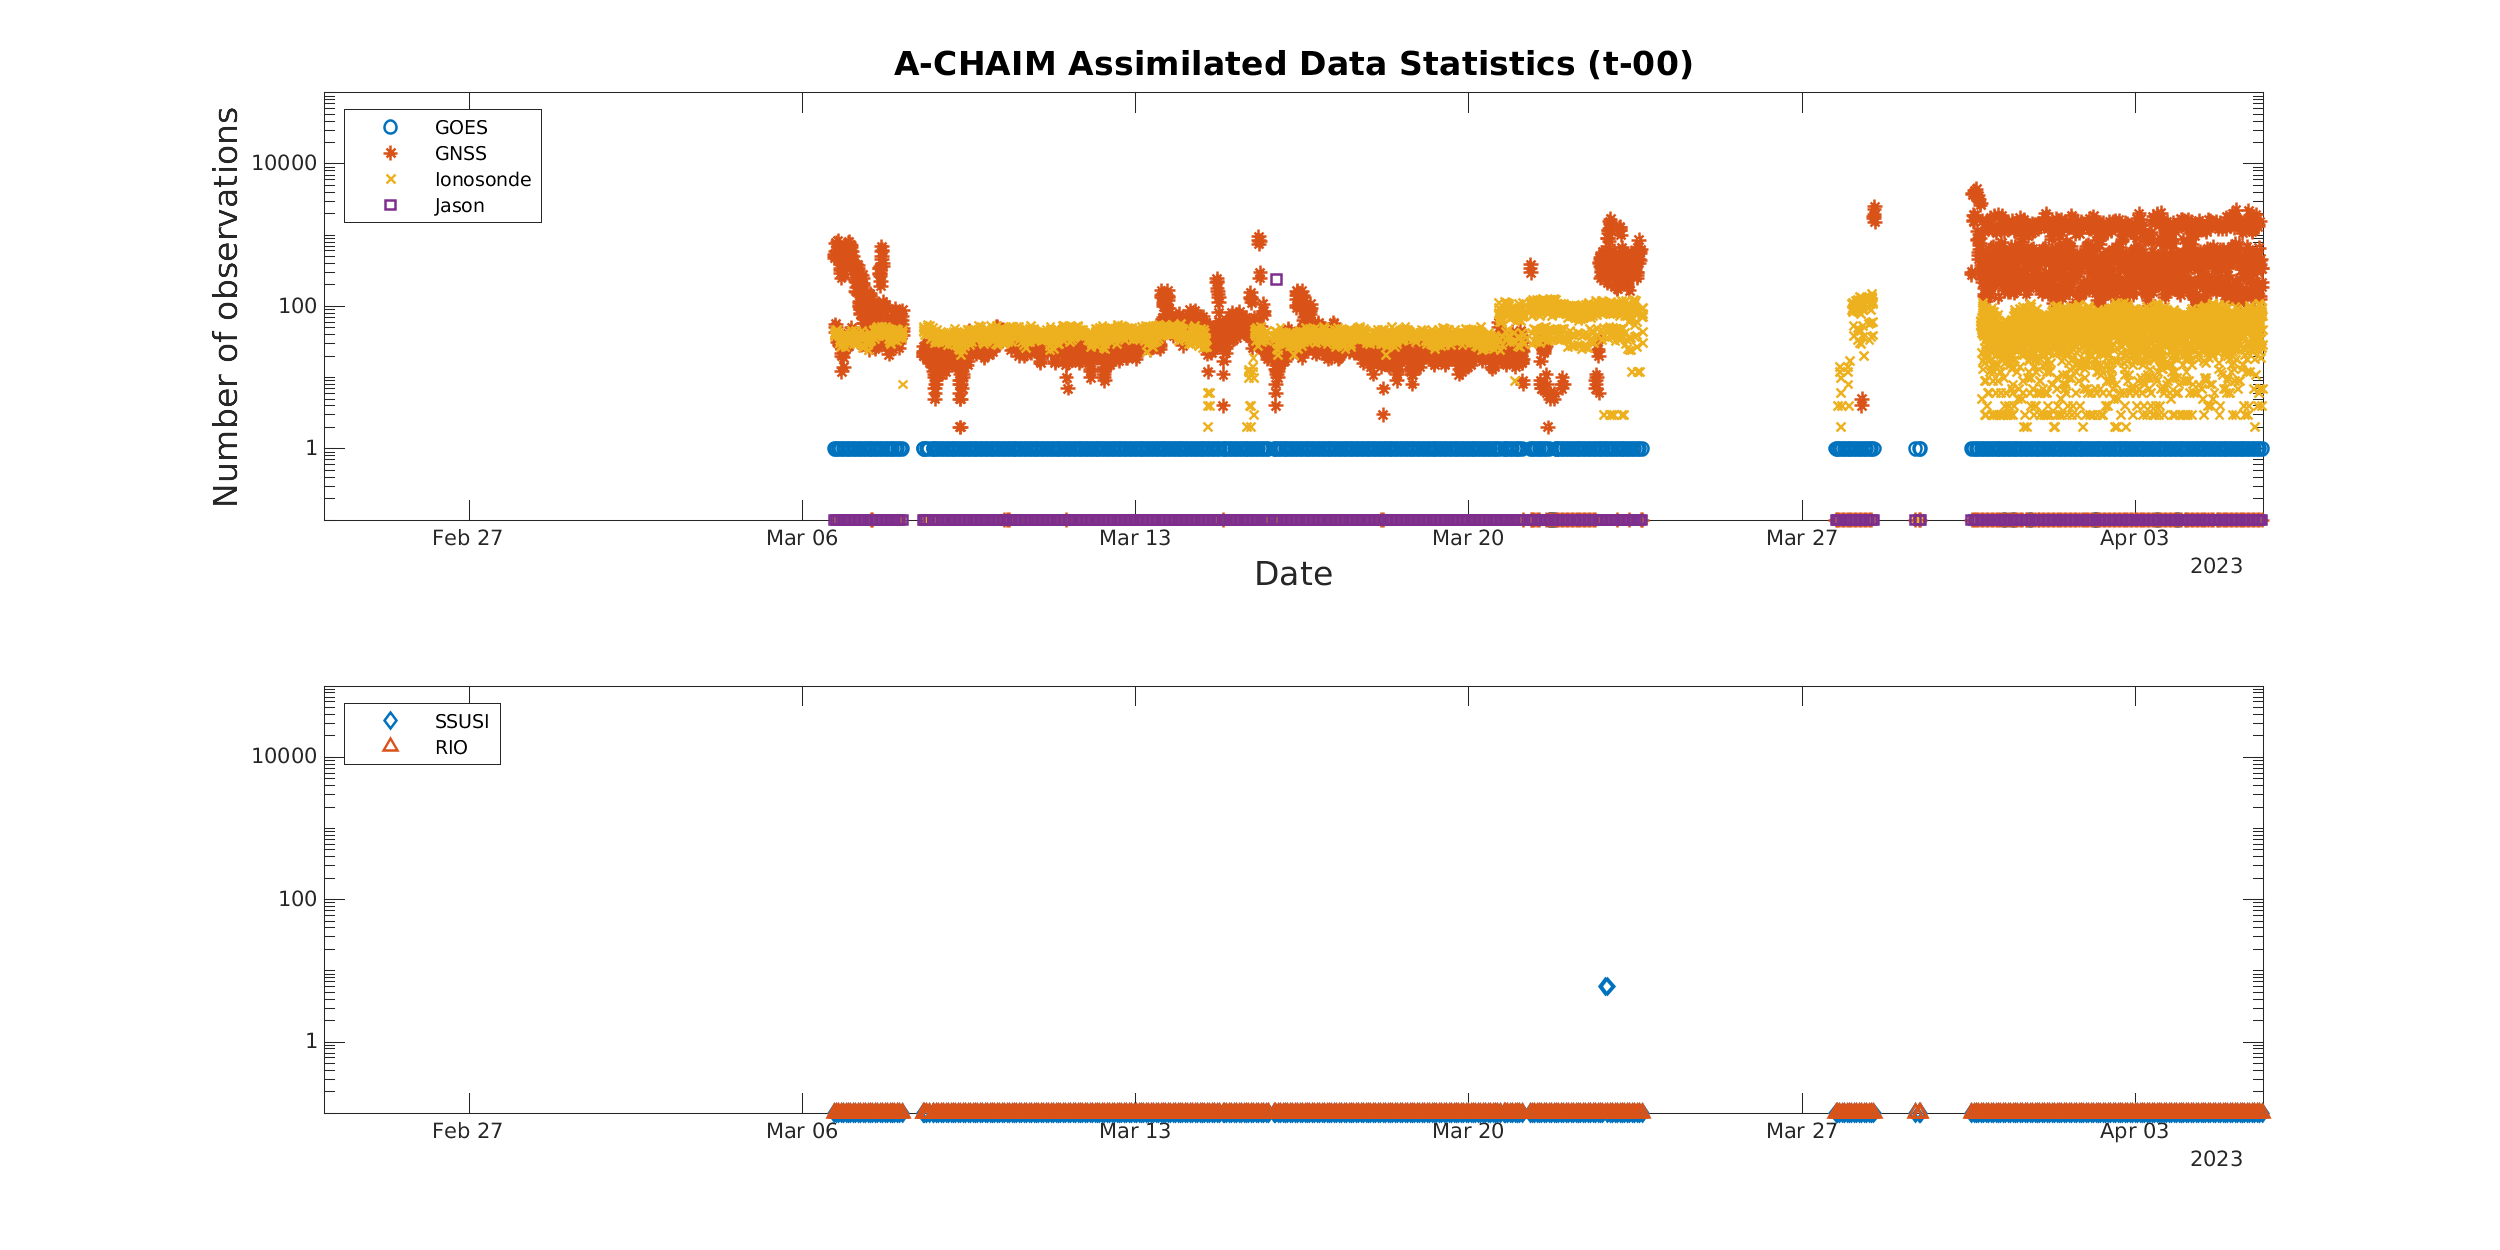 A-CHAIM Assimilated Data Statistics (t-00)
Number of observations
GOES
GNSS
Ionosonde
Jason
10000
100
1
Feb 27
Mar 06
Mar 13
Mar 20
Mar 27
Apr 03
2023
Date
SSUSI
RIO
10000
100
1
Feb 27
Mar 06
Mar 13
Mar 20
Mar 27
Apr 03
2023